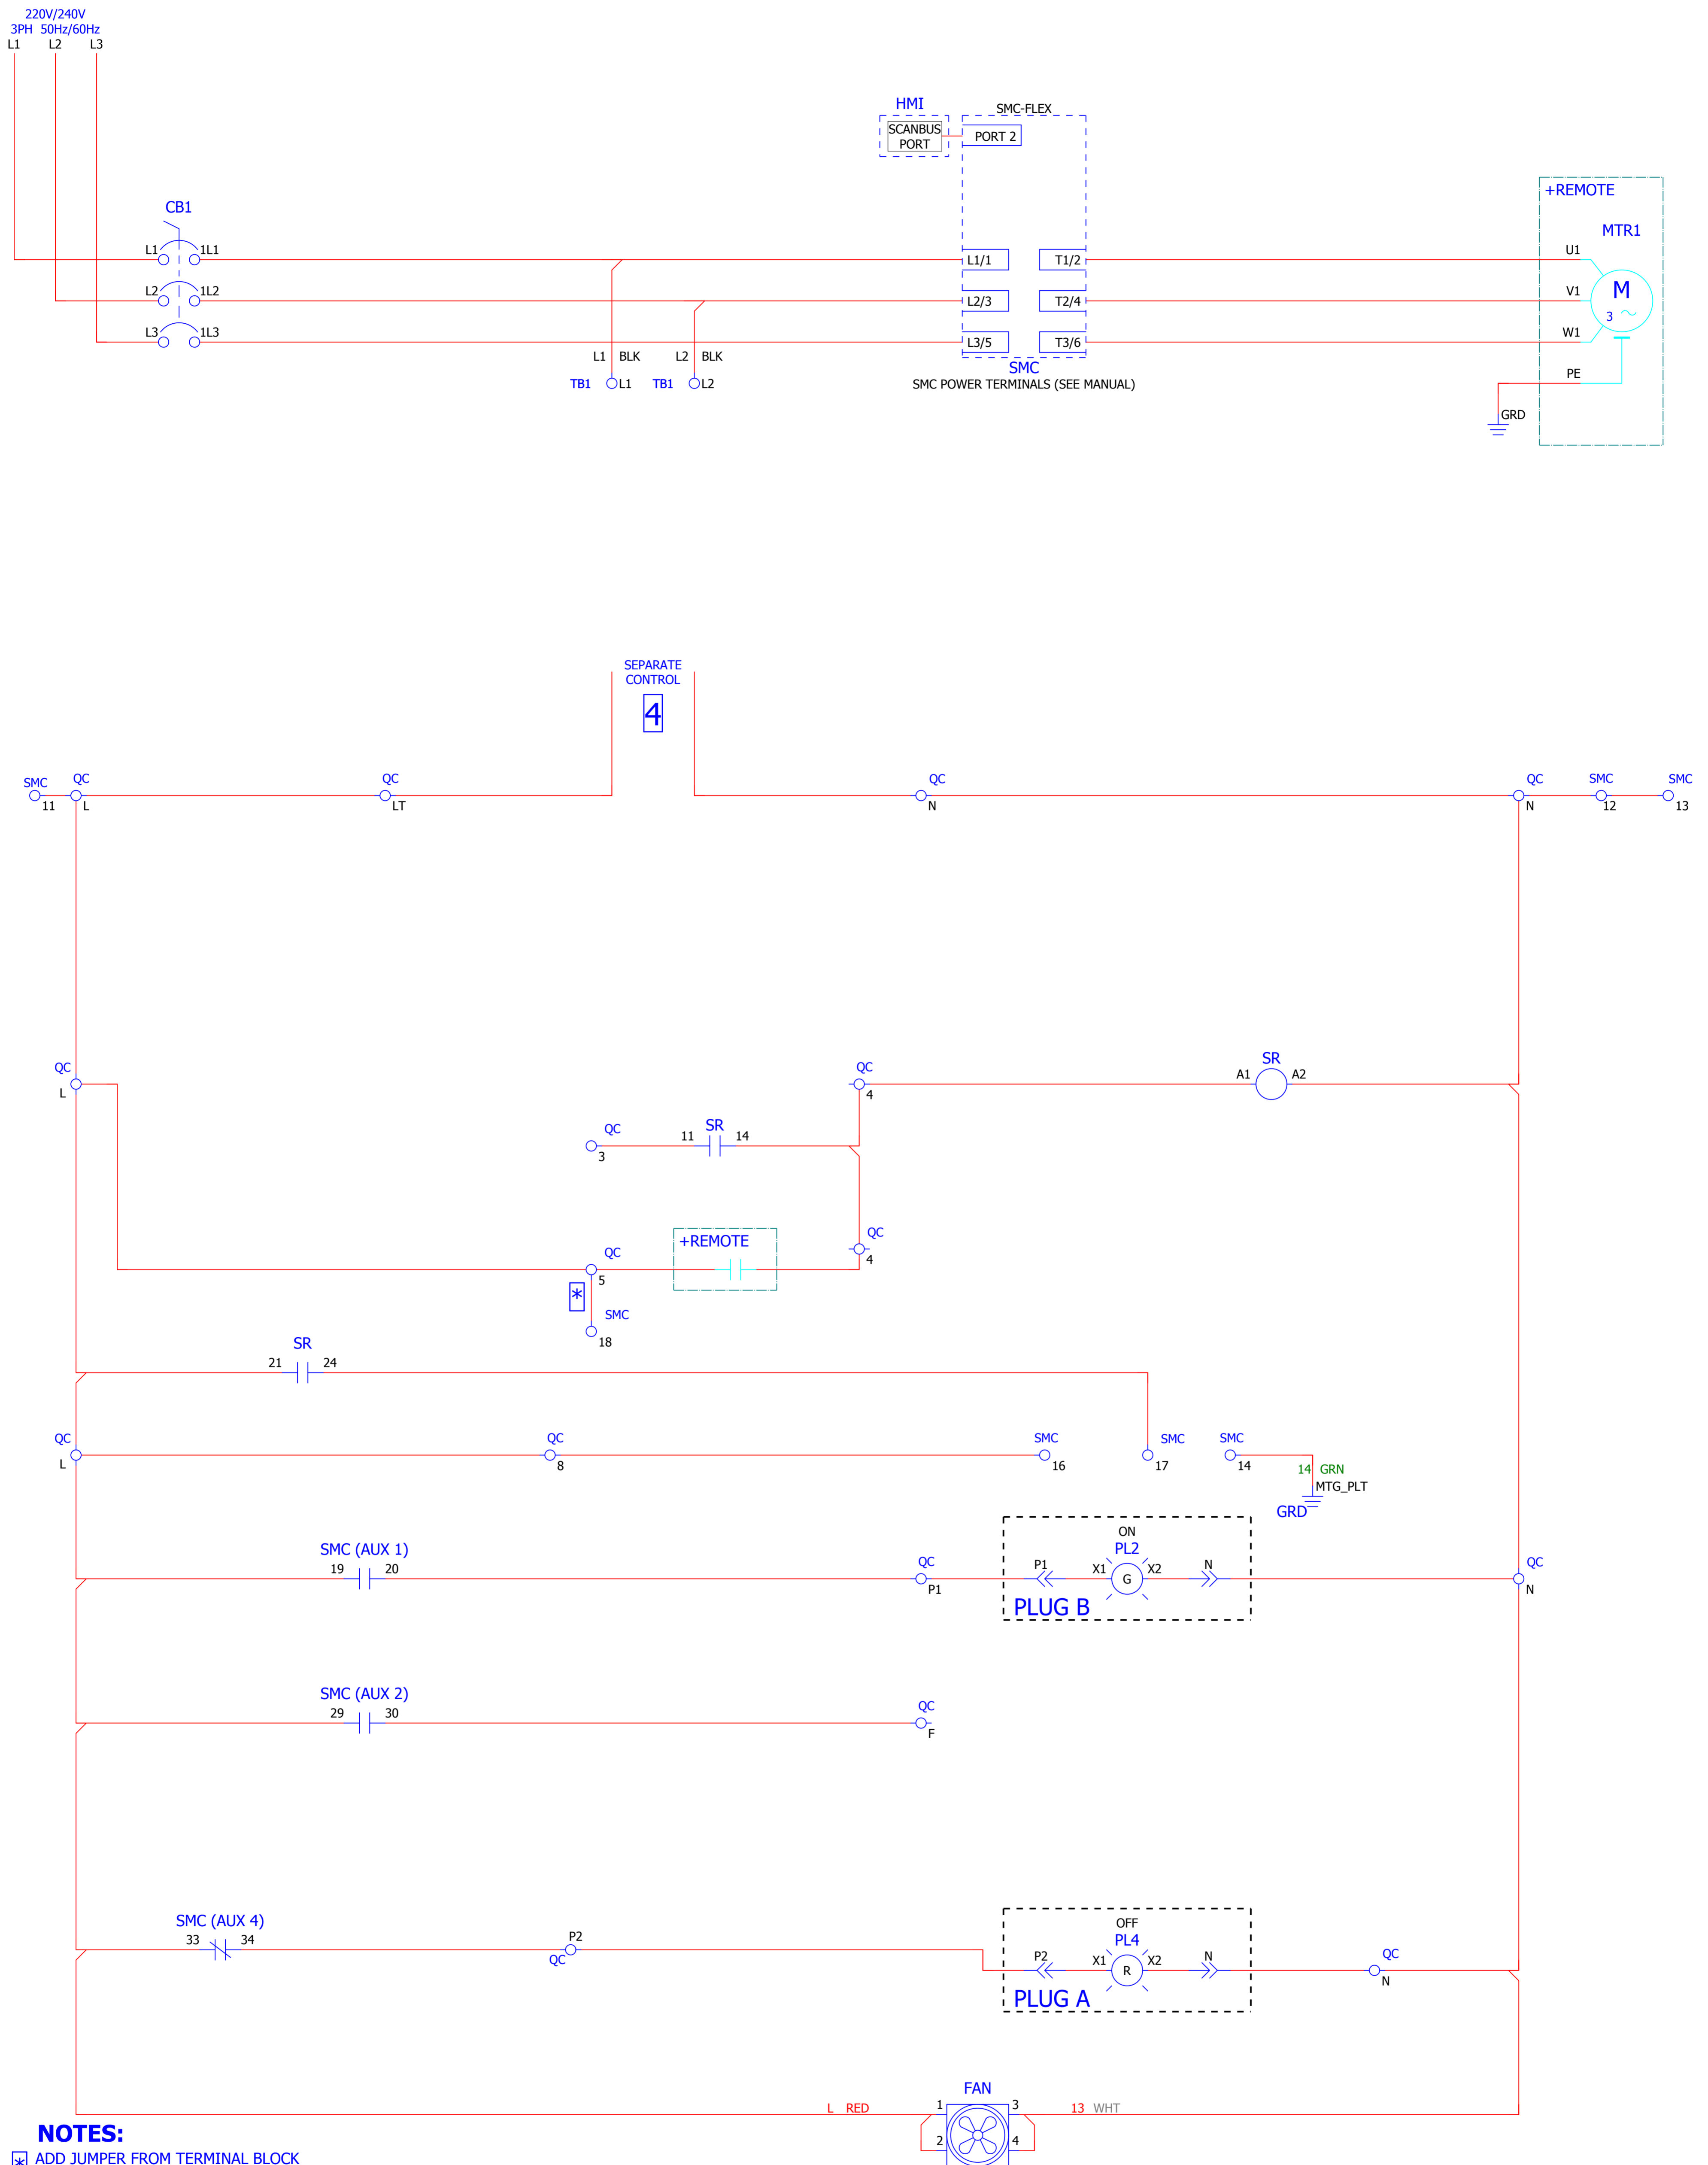 220V/240V
3PH 50Hz/60Hz
L1 L2 L3
HMI
SCANBUS
PORT
SMC-FLEX
PORT 2
CB1
L1 1L1
L2 1L2
L3 1L3
L1/1 T1/2
L2/3 T2/4
L3/5 T3/6
SMC
SMC POWER TERMINALS (SEE MANUAL)
L1 BLK
L2 BLK
TB1 L1
TB1 L2
+REMOTE
MTR1
U1
V1
W1
M
3
PE
GRD
SEPARATE
CONTROL
4
SMC
11
QC
L
QC
LT
QC
N
QC
N
SMC
12
SMC
13
QC
L
QC
4
SR
A1 A2
QC
3
SR
11 14
QC
4
QC
5
+REMOTE
*
SMC
18
SR
21 24
QC
L
QC
8
SMC
16
SMC
17
SMC
14
14 GRN
MTG_PLT
GRD
SMC (AUX 1)
19 20
QC
P1
ON
PL2
P1 X1 G X2 N
PLUG B
QC
N
SMC (AUX 2)
29 30
QC
F
SMC (AUX 4)
33 34
P2
QC
OFF
PL4
P2 X1 R X2 N
PLUG A
QC
N
FAN
L RED
1 3
2 4
13 WHT
NOTES:
* ADD JUMPER FROM TERMINAL BLOCK